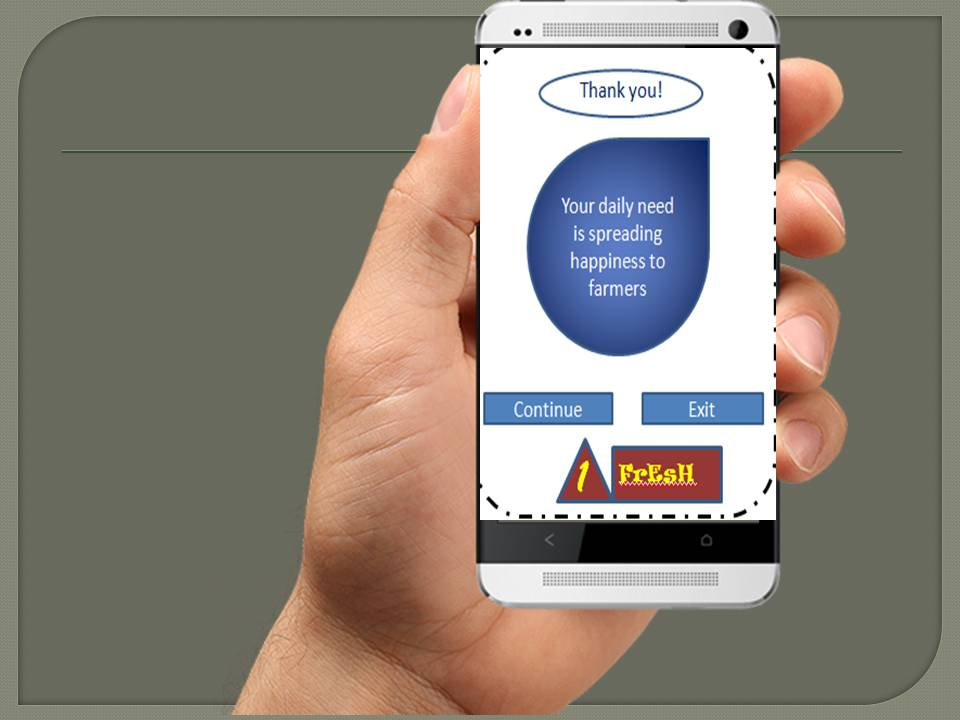 Thank you!
Your daily need
is spreading
happiness to
farmers
Continue Exit
1 FrEsH